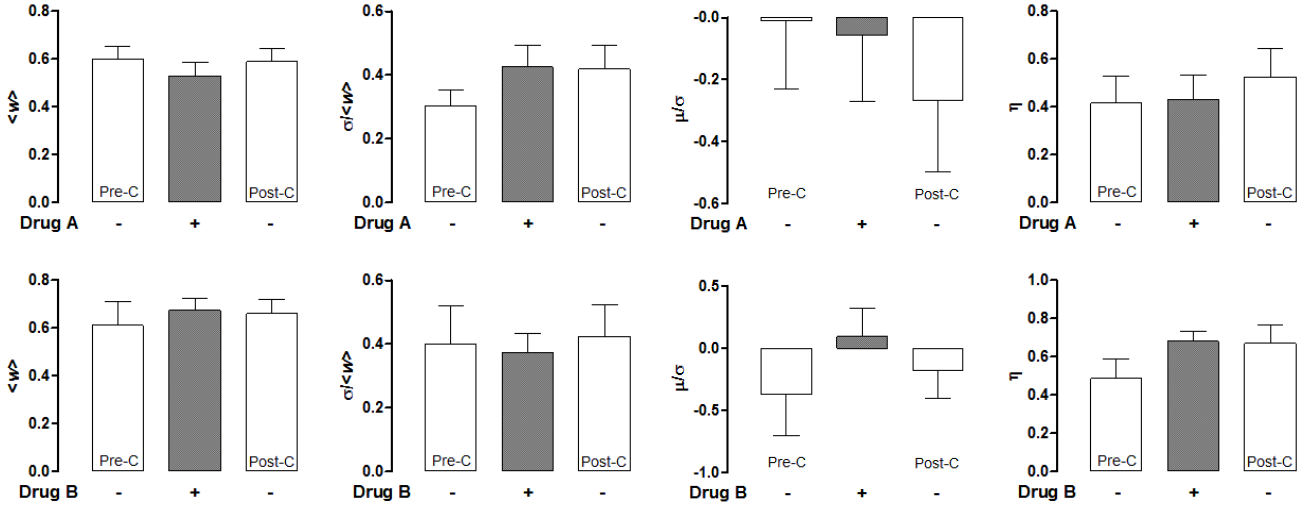 <w>
0.8
0.6
0.4
0.2
0.0
Pre-C
Post-C
Drug A - + -
σ/<w>
0.6
0.4
0.2
0.0
Pre-C
Post-C
Drug A - + -
μ/σ
-0.0
-0.2
-0.4
-0.6
Pre-C
Post-C
Drug A - + -
η
0.8
0.6
0.4
0.2
0.0
Pre-C
Post-C
Drug A - + -
<w>
0.8
0.6
0.4
0.2
0.0
Pre-C
Post-C
Drug B - + -
σ/<w>
0.6
0.4
0.2
0.0
Pre-C
Post-C
Drug B - + -
μ/σ
0.5
0.0
-0.5
-1.0
Pre-C
Post-C
Drug B - + -
η
1.0
0.8
0.6
0.4
0.2
0.0
Pre-C
Post-C
Drug B - + -